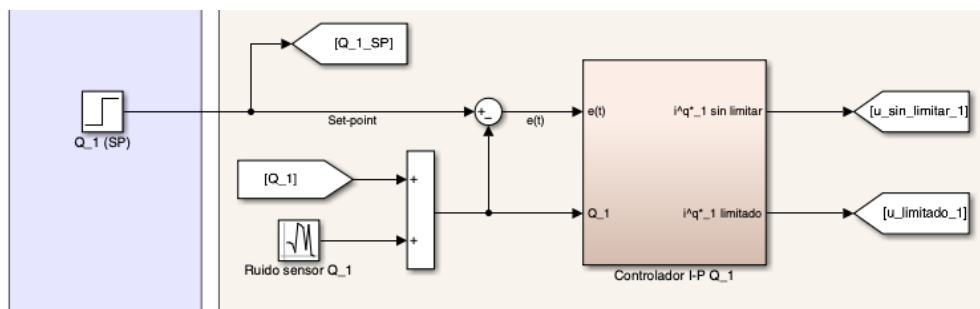 [Q_1_SP]
Q_1 (SP)
Set-point
+
_
e(t)
e(t)
i^q*_1 sin limitar
[u_sin_limitar_1]
[Q_1]
+
Q_1
i^q*_1 limitado
[u_limitado_1]
+
Ruido sensor Q_1
Controlador I-P Q_1